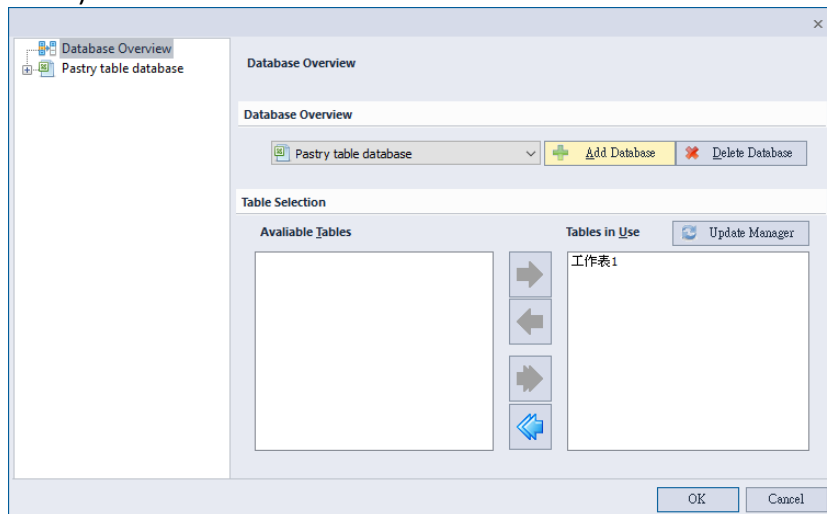 Database Overview
Pastry table database
Database Overview
Database Overview
Pastry table database
Add Database
Delete Database
Table Selection
Avaliable Tables
Tables in Use
Update Manager
工作表1
OK
Cancel